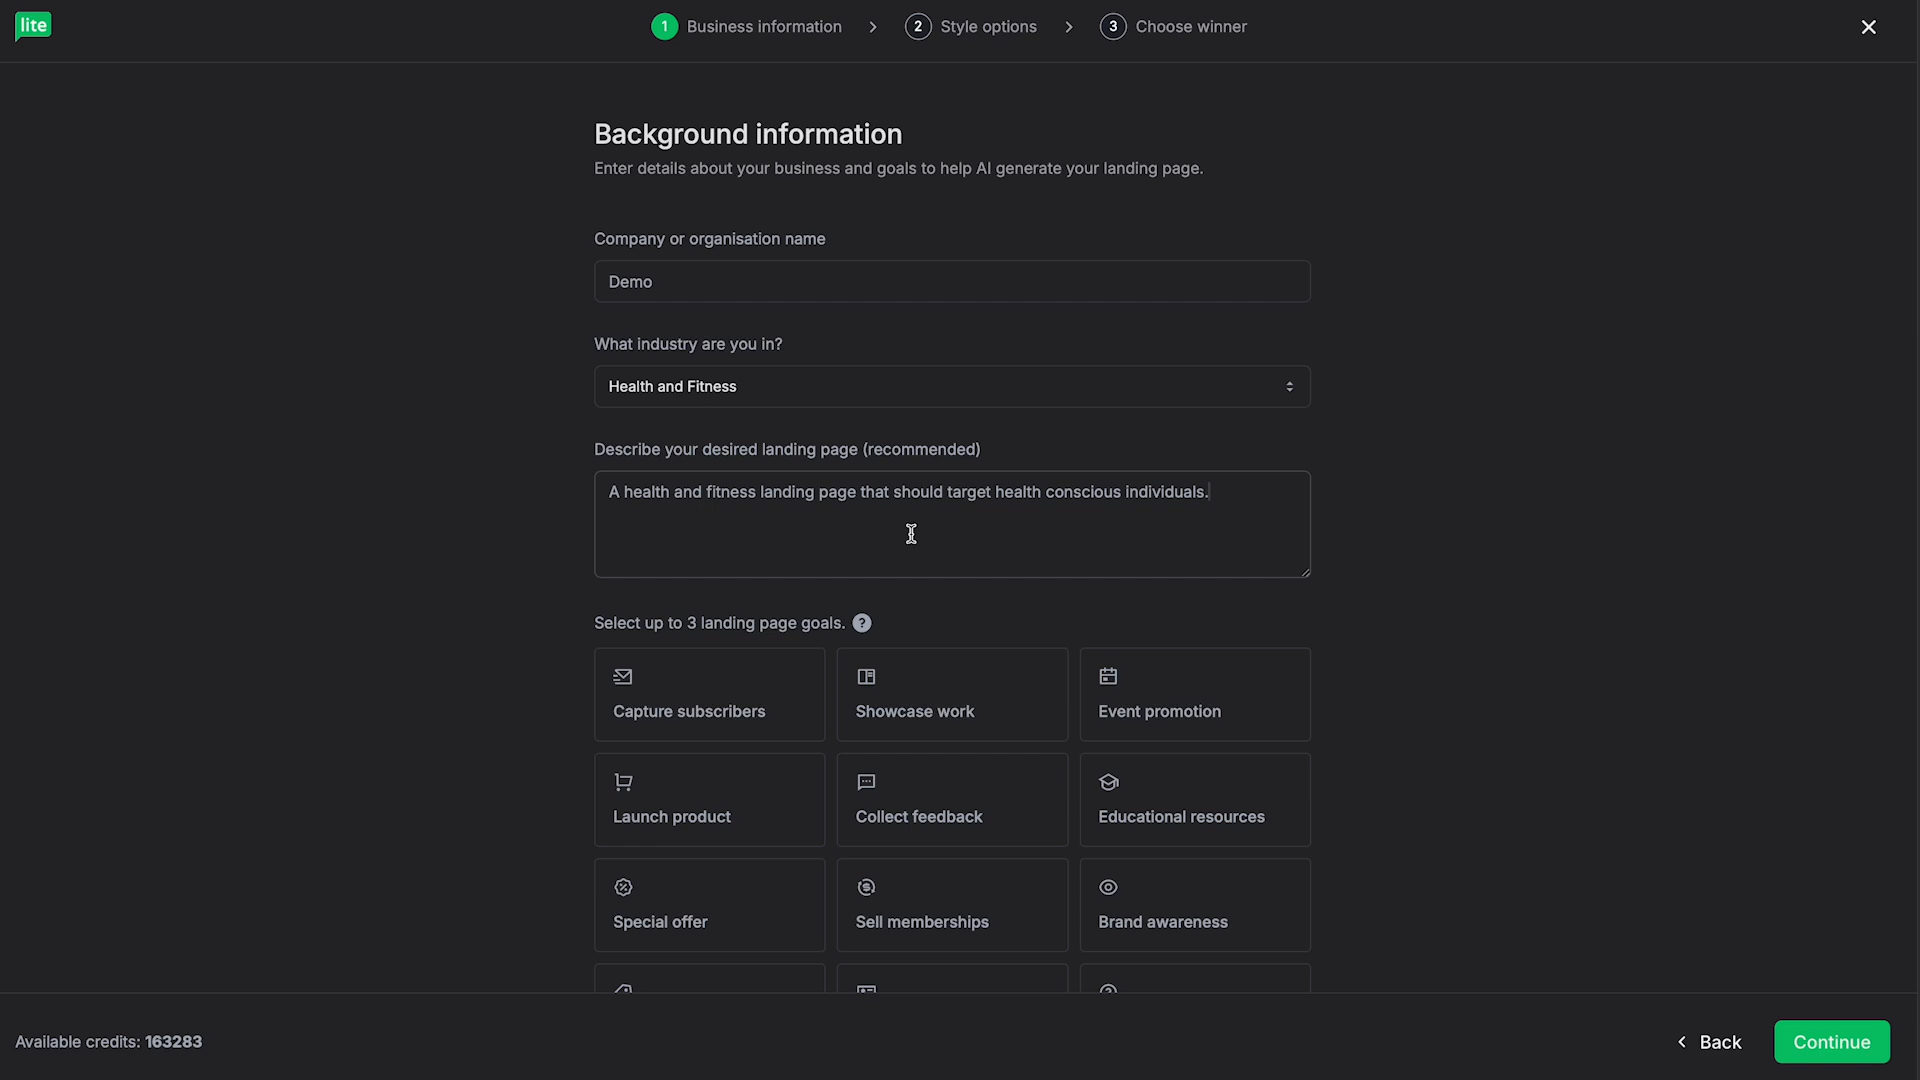 lite
1 Business information > 2 Style options > 3 Choose winner
Background information
Enter details about your business and goals to help AI generate your landing page.
Company or organisation name
Demo
What industry are you in?
Health and Fitness
Describe your desired landing page (recommended)
A health and fitness landing page that should target health conscious individuals.
Select up to 3 landing page goals. ?
Capture subscribers
Showcase work
Event promotion
Launch product
Collect feedback
Educational resources
Special offer
Sell memberships
Brand awareness
Available credits: 163283
Back
Continue